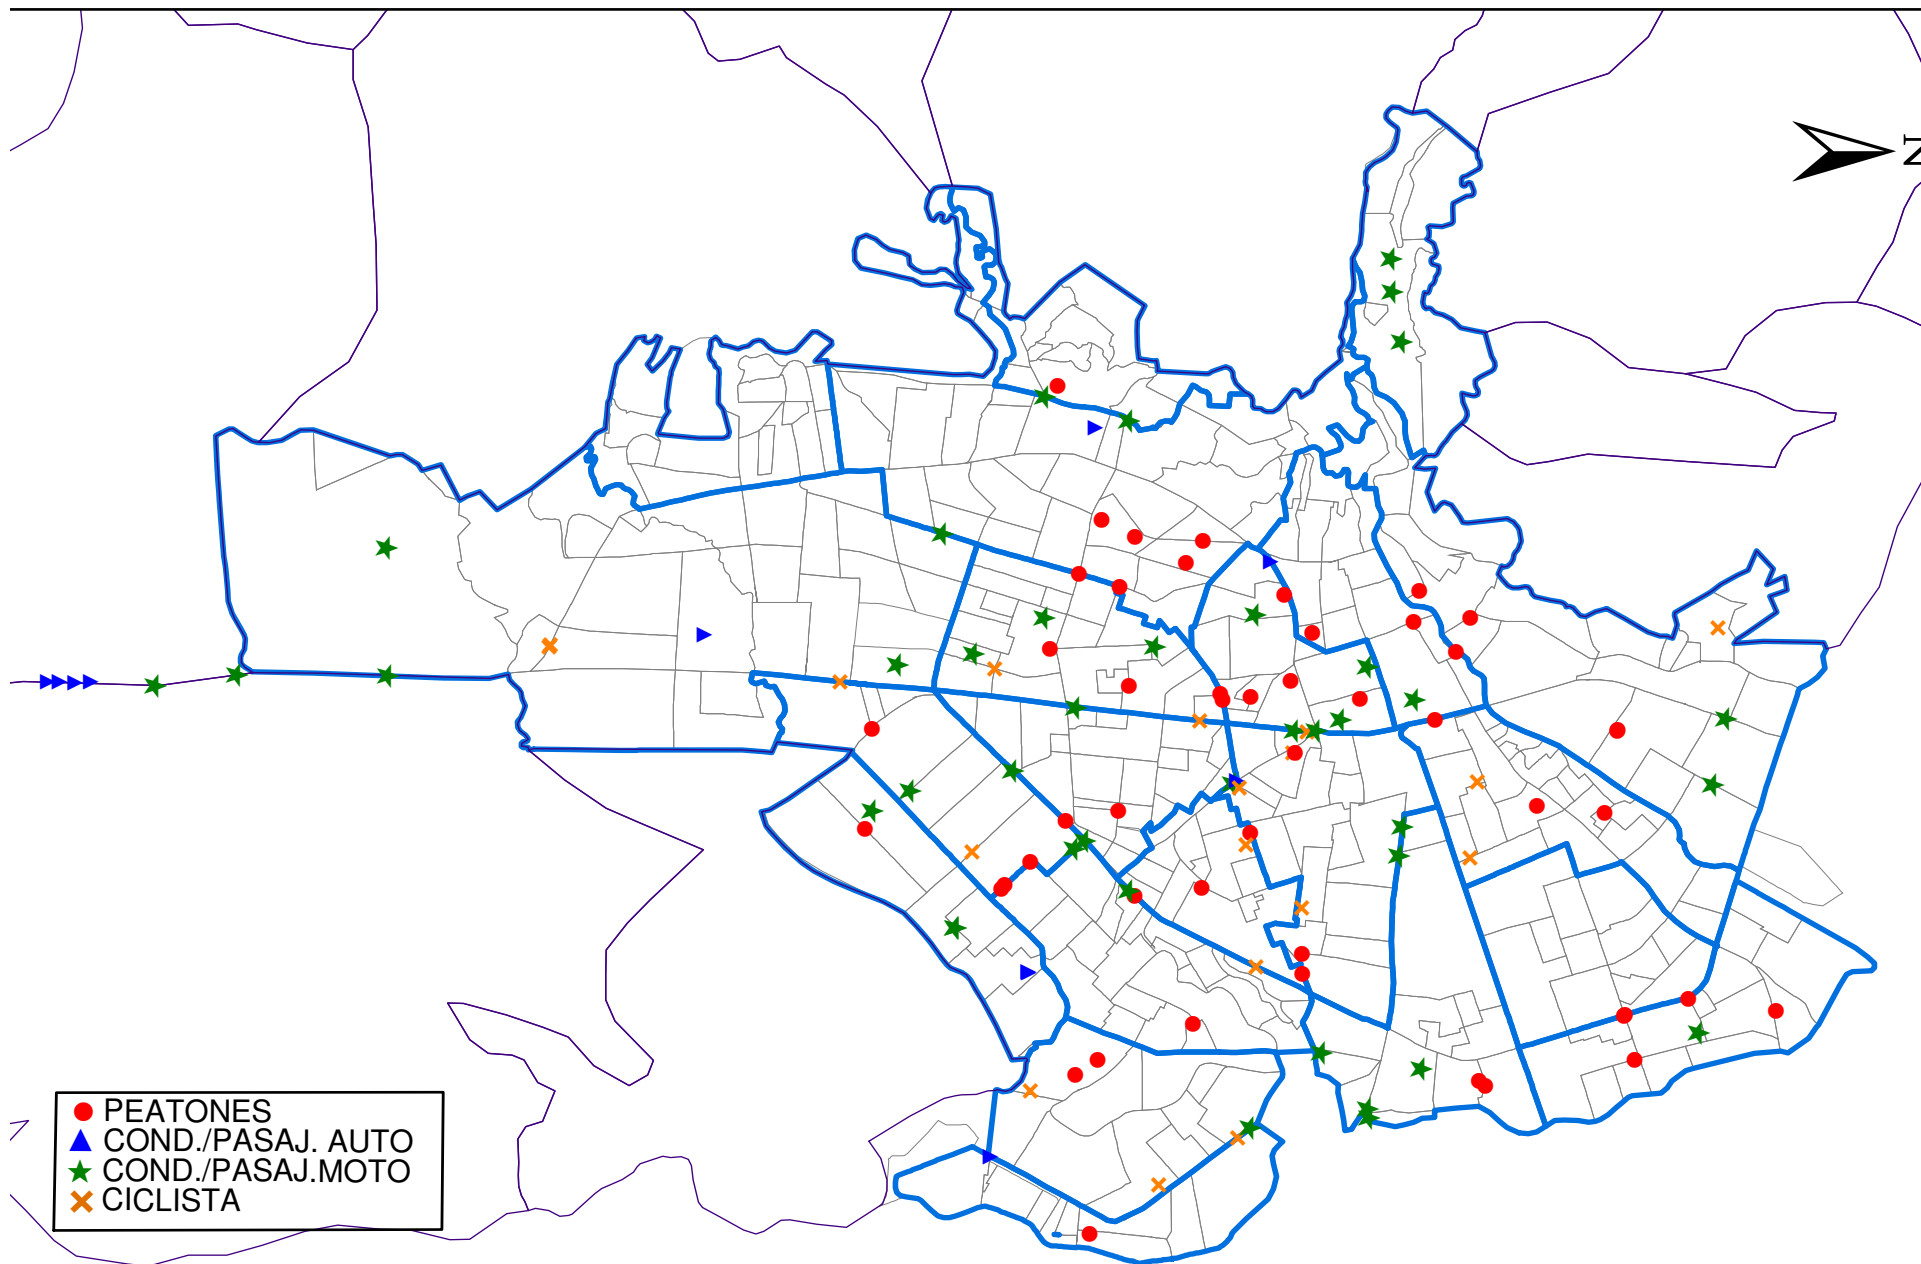 N
PEATONES
COND./PASAJ. AUTO
COND./PASAJ.MOTO
CICLISTA